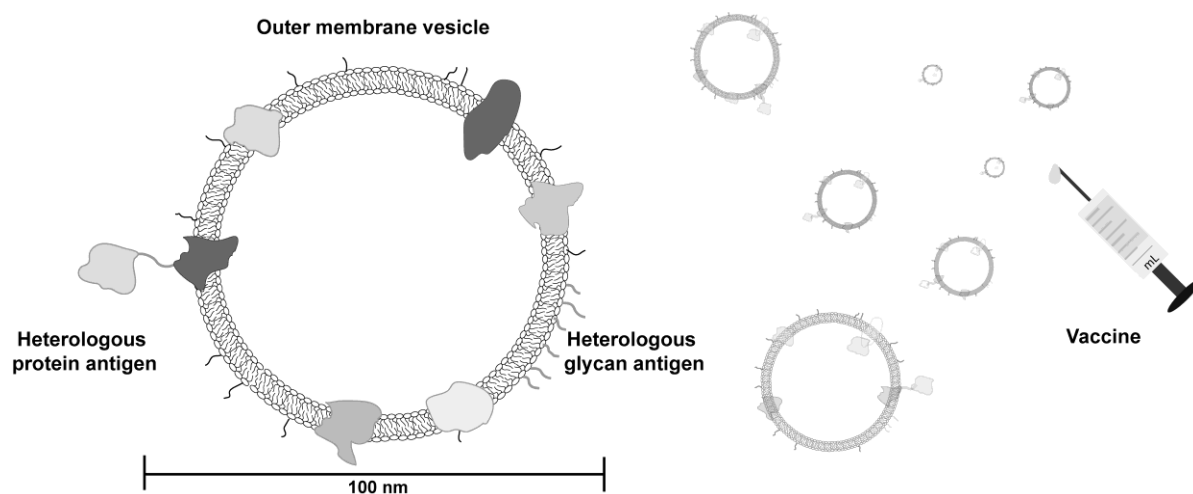 Outer membrane vesicle
Heterologous
protein antigen
Heterologous
glycan antigen
100 nm
mL
Vaccine